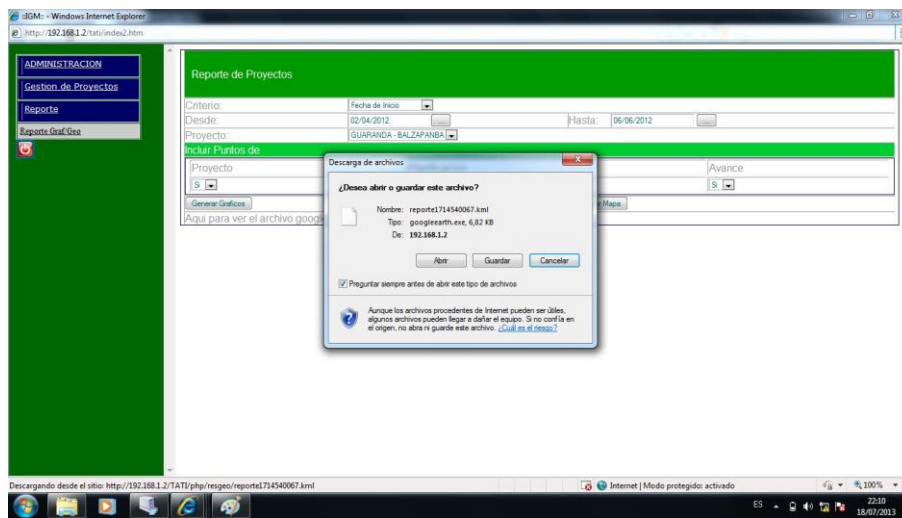 ::IGM:: - Windows Internet Explorer
http://192.168.1.2/tati/index2.htm
ADMINISTRACION
Gestion de Proyectos
Reporte
Reporte Graf/Geo
Reporte de Proyectos
Criterio:
Fecha de Inicio
Desde:
02/04/2012
...
Hasta:
06/06/2012
...
Proyecto:
GUARANDA - BALZAPANBA
Incluir Puntos de
Proyecto
Avance
Si
Si
Generar Graficos
Mapa
Aqui para ver el archivo goog
Descarga de archivos
¿Desea abrir o guardar este archivo?
Nombre: reporte1714540067.kml
Tipo: googleearth.exe, 6,82 KB
De: 192.168.1.2
Abrir
Guardar
Cancelar
Preguntar siempre antes de abrir este tipo de archivos
Aunque los archivos procedentes de Internet pueden ser útiles,
algunos archivos pueden llegar a dañar el equipo. Si no confía en
el origen, no abra ni guarde este archivo. ¿Cuál es el riesgo?
Descargando desde el sitio: http://192.168.1.2/TATI/php/resgeo/reporte1714540067.kml
Internet | Modo protegido: activado
100%
ES
22:10
18/07/2013